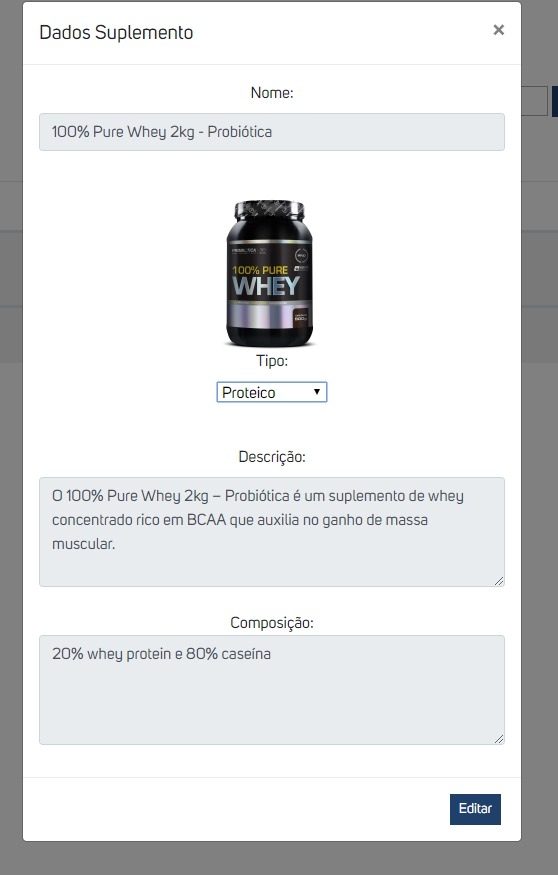 Dados Suplemento
×
Nome:
100% Pure Whey 2kg - Probiótica
100% PURE
WHEY
900g
Tipo:
Proteico
Descrição:
O 100% Pure Whey 2kg – Probiótica é um suplemento de whey
concentrado rico em BCAA que auxilia no ganho de massa
muscular.
Composição:
20% whey protein e 80% caseína
Editar